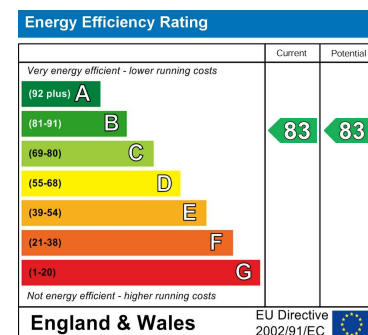 Energy Efficiency Rating
Current Potential
Very energy efficient - lower running costs
(92 plus) A
(81-91) B
83 83
(69-80) C
(55-68) D
(39-54) E
(21-38) F
(1-20) G
Not energy efficient - higher running costs
England & Wales
EU Directive
2002/91/EC